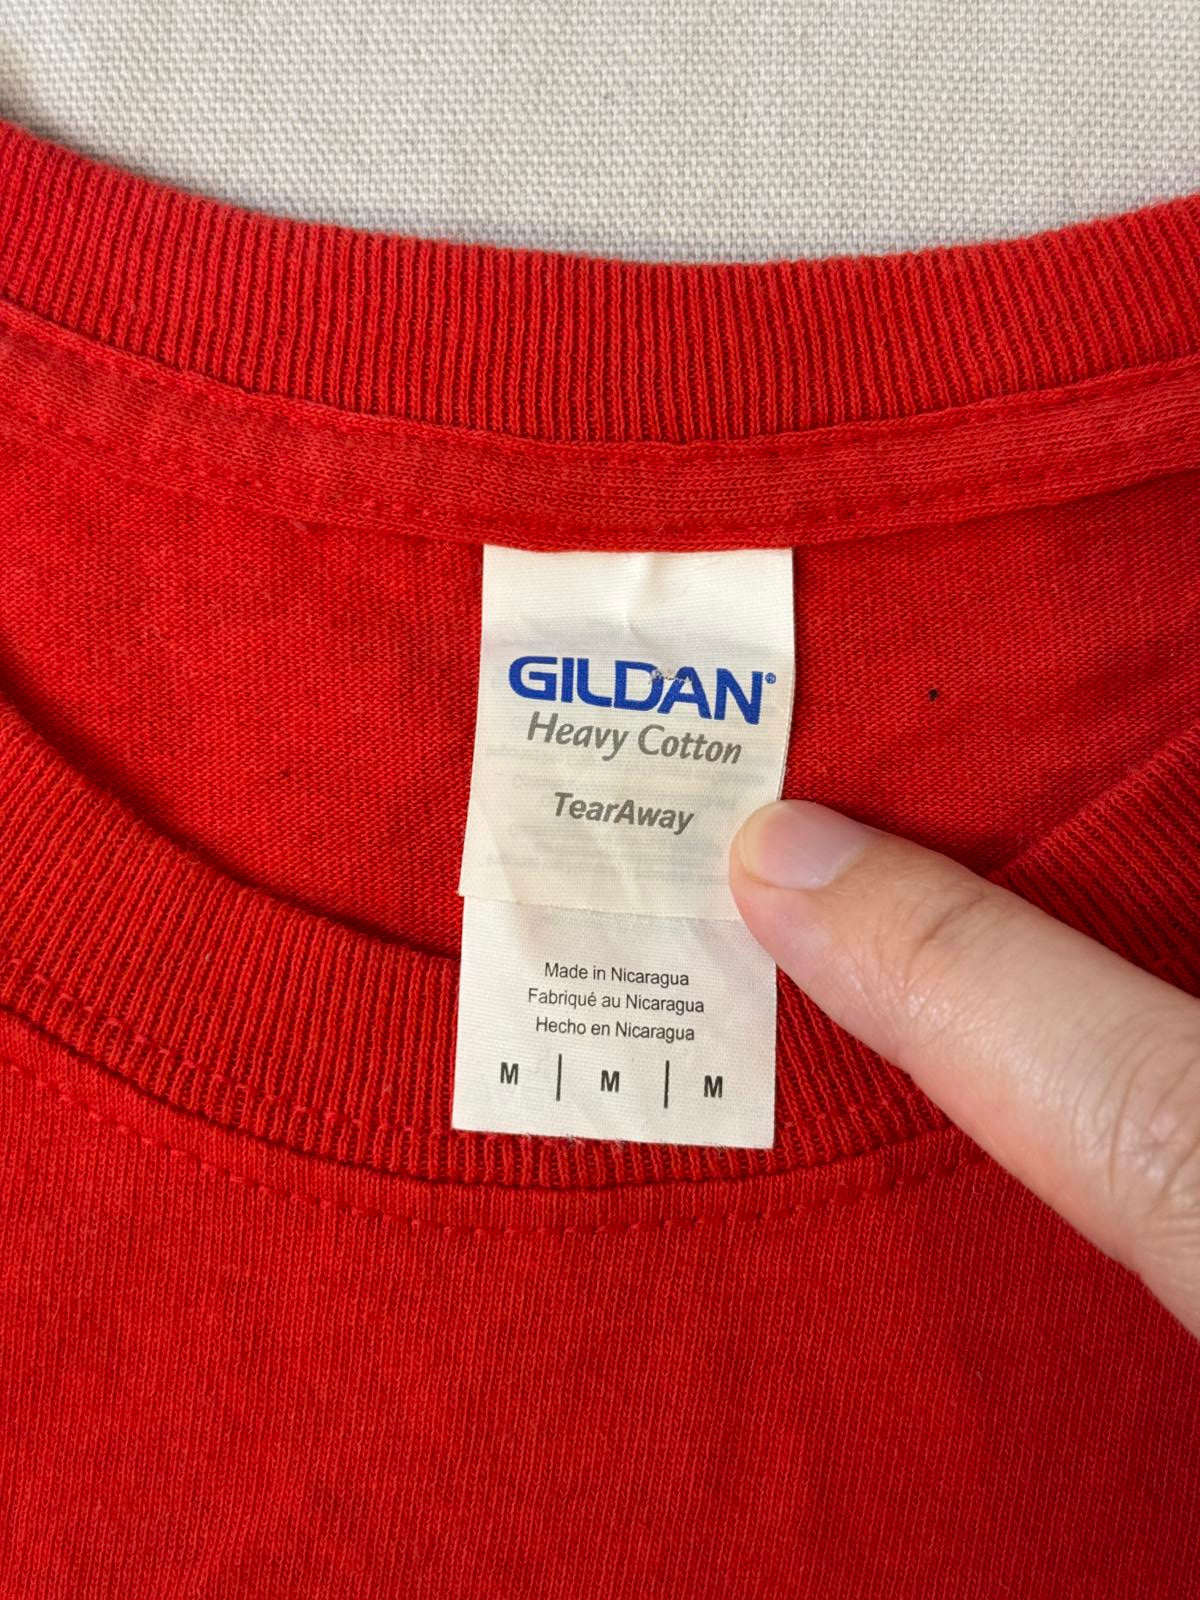 GILDAN®
Heavy Cotton
TearAway
Made in Nicaragua
Fabriqué au Nicaragua
Hecho en Nicaragua
M | M | M